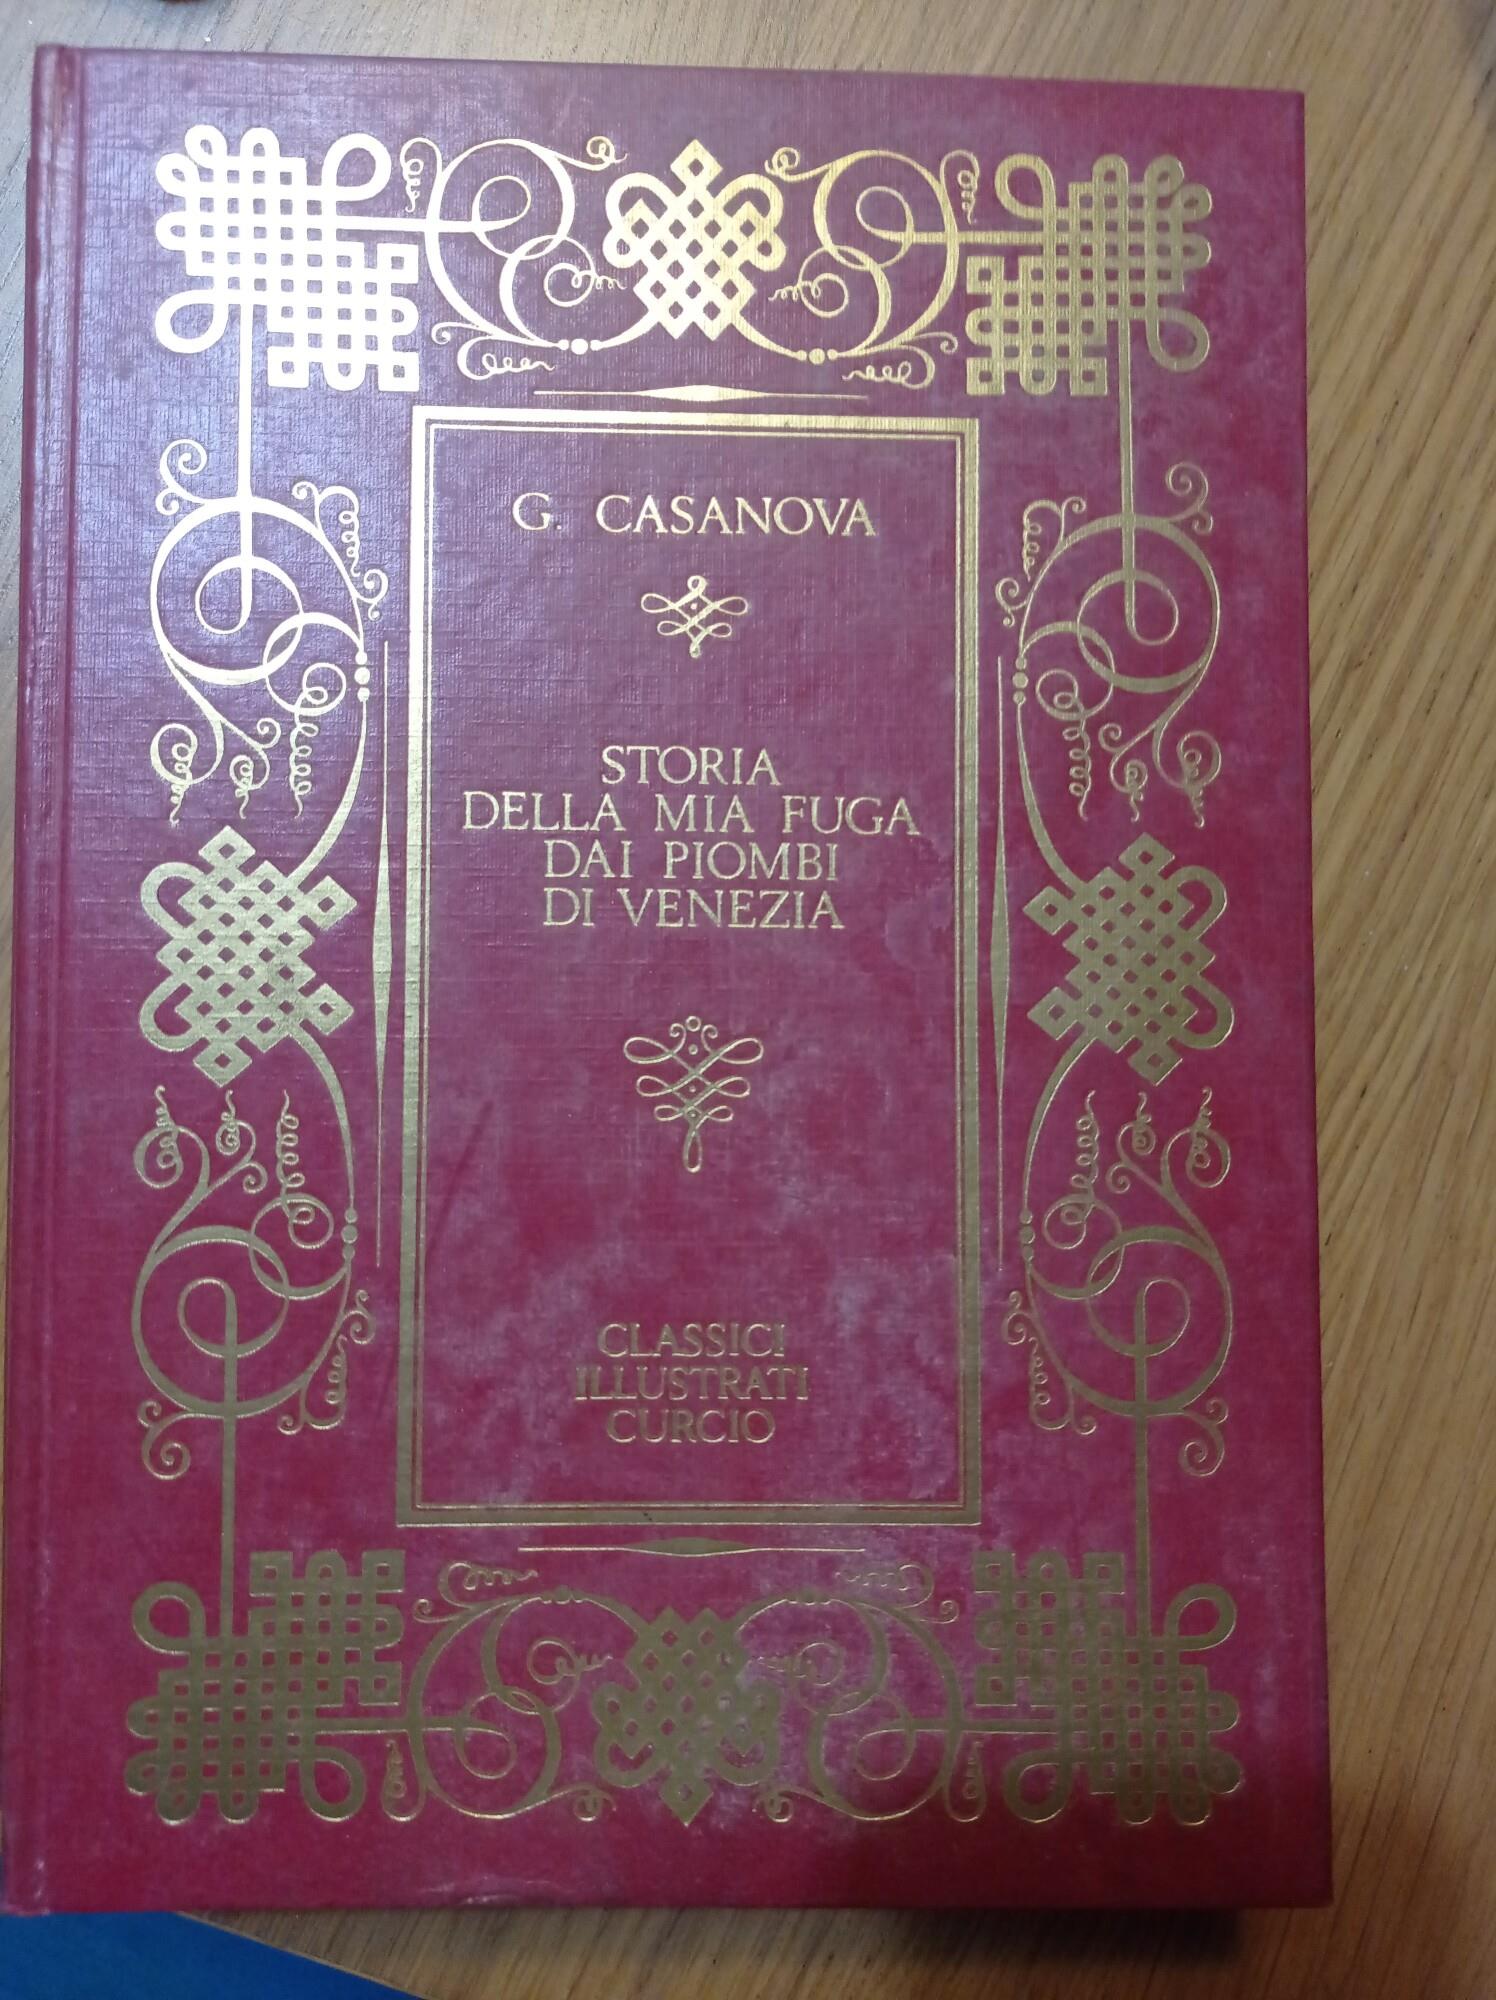 G. CASANOVA
STORIA
DELLA MIA FUGA
DAI PIOMBI
DI VENEZIA
CLASSICI
ILLUSTRATI
CURCIO